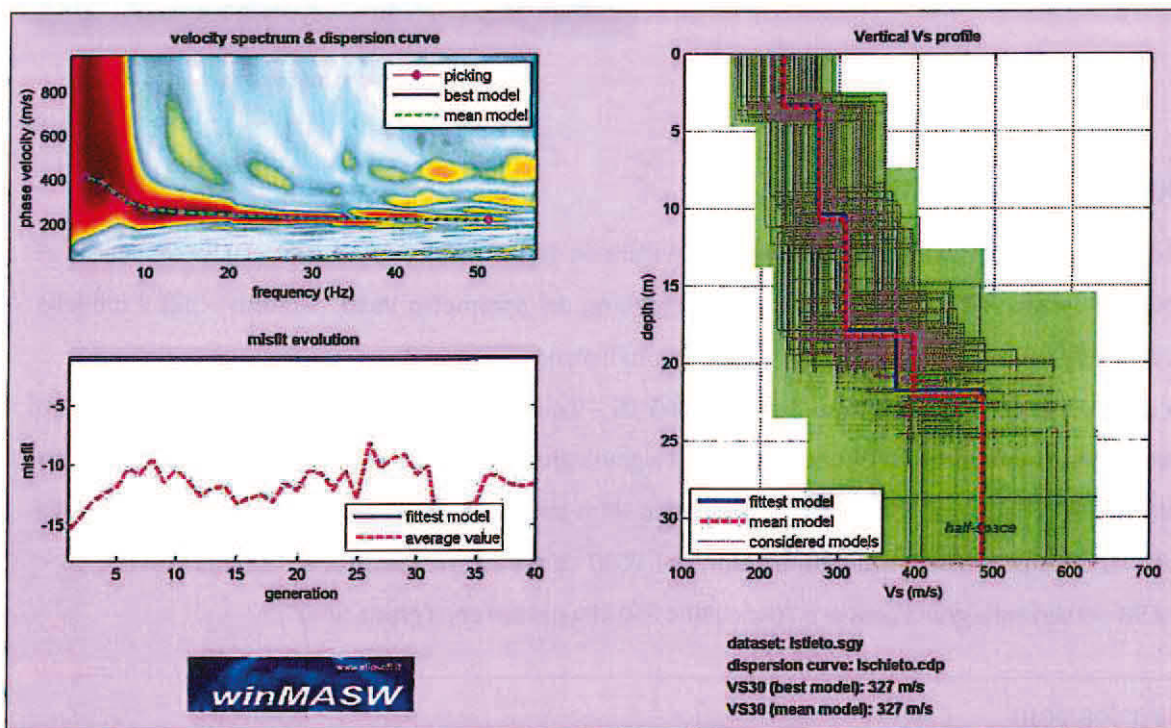 velocity spectrum & dispersion curve
picking
best model
mean model
phase velocity (m/s)
800
600
400
200
10
20
30
40
50
frequency (Hz)
misfit evolution
misfit
-5
-10
-15
fittest model
average value
5
10
15
20
25
30
35
40
generation
winMASW
Vertical Vs profile
depth (m)
0
5
10
15
20
25
30
fittest model
mean model
considered models
half-space
100
200
300
400
500
600
700
Vs (m/s)
dataset: lstleto.sgy
dispersion curve: lschieto.cdp
VS30 (best model): 327 m/s
VS30 (mean model): 327 m/s